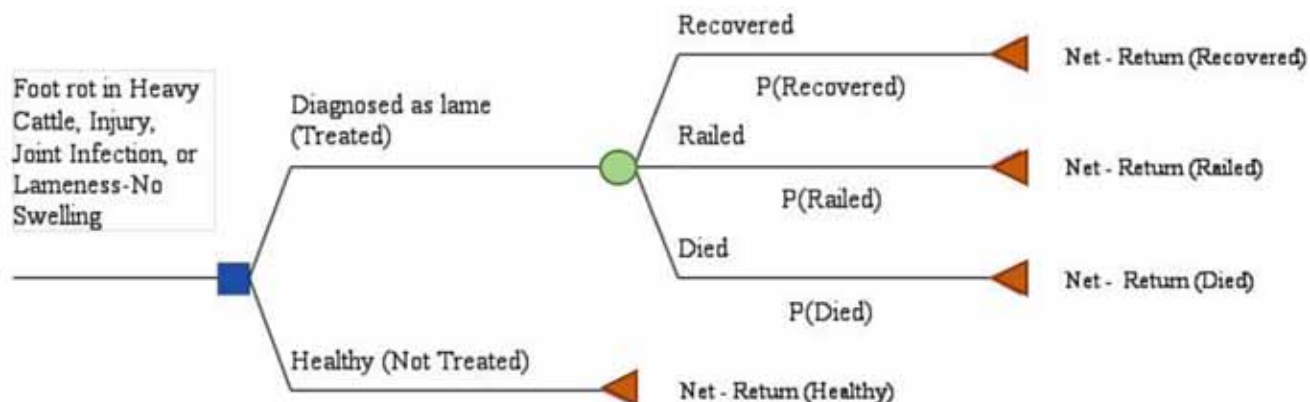 Foot rot in Heavy
Cattle, Injury,
Joint Infection, or
Lameness-No
Swelling
Diagnosed as lame
(Treated)
Recovered
P(Recovered)
Net - Return (Recovered)
Railed
P(Railed)
Net - Return (Railed)
Died
P(Died)
Net - Return (Died)
Healthy (Not Treated)
Net - Return (Healthy)